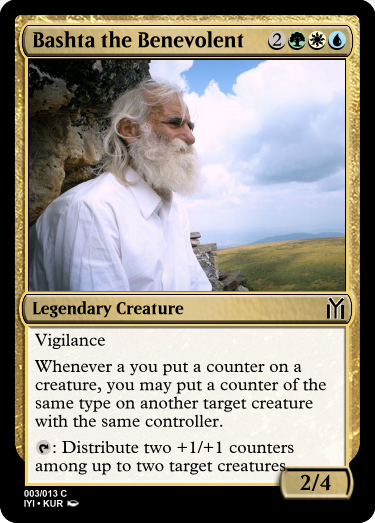 Bashta the Benevolent 2
Legendary Creature
Vigilance
Whenever a you put a counter on a
creature, you may put a counter of the
same type on another target creature
with the same controller.
: Distribute two +1/+1 counters
among up to two target creatures
2/4
003/013 C
IYI • KUR